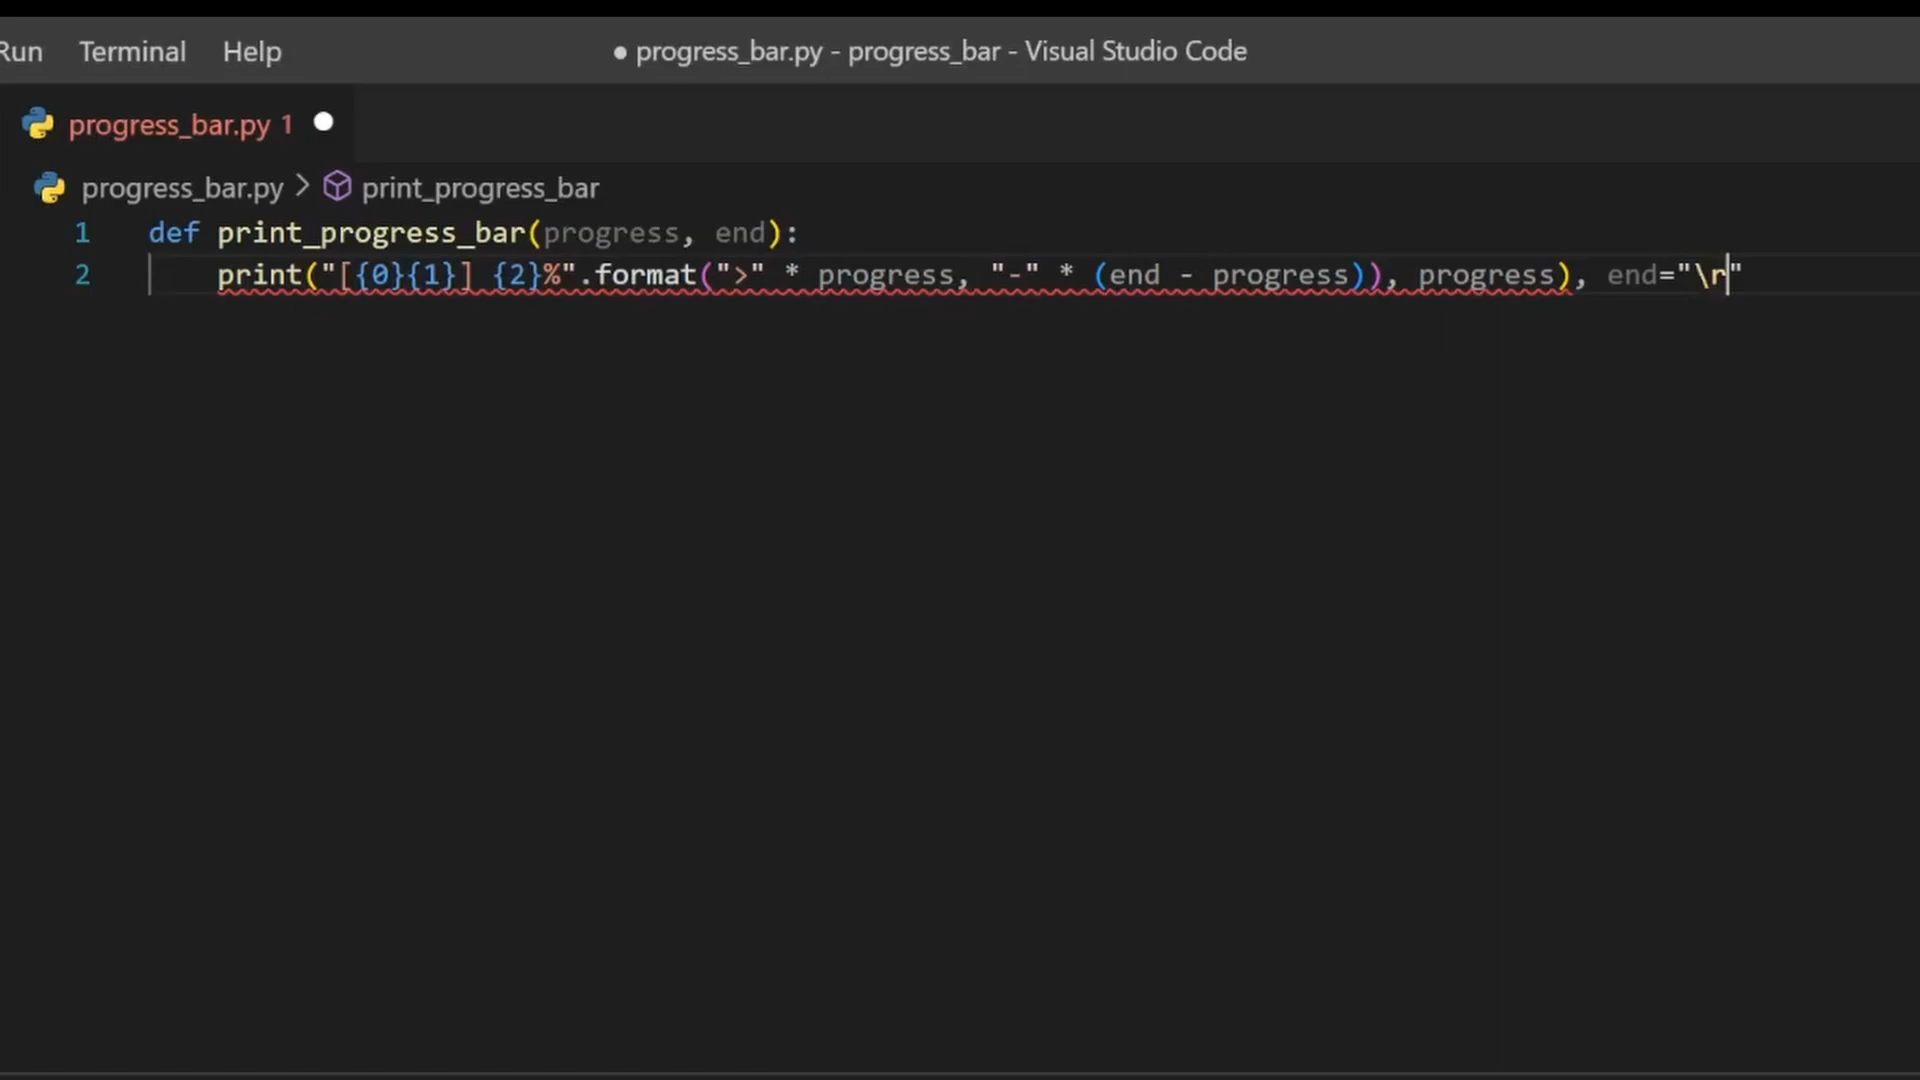 Run Terminal Help ● progress_bar.py - progress_bar - Visual Studio Code
progress_bar.py 1 ●
progress_bar.py > print_progress_bar
1 def print_progress_bar(progress, end):
2     print("[{0}{1}] {2}%".format(">" * progress, "-" * (end - progress)), progress), end="\r"